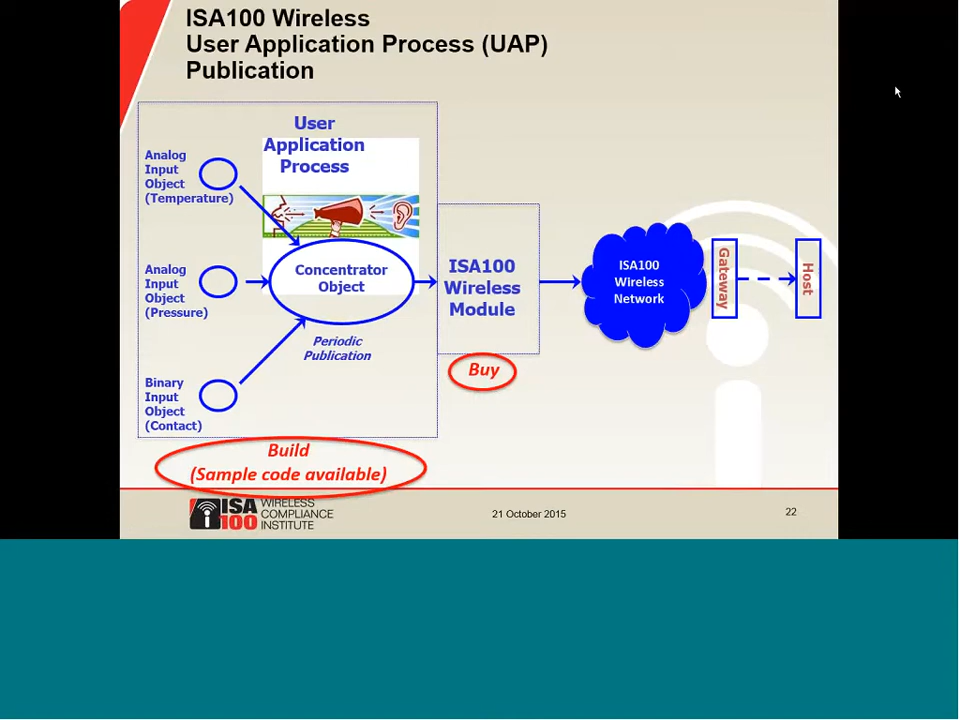 ISA100 Wireless
User Application Process (UAP)
Publication
User
Application
Process
Analog
Input
Object
(Temperature)
Analog
Input
Object
(Pressure)
Binary
Input
Object
(Contact)
Concentrator
Object
Periodic
Publication
ISA100
Wireless
Module
ISA100
Wireless
Network
Gateway
Host
Buy
Build
(Sample code available)
ISA
100
WIRELESS
COMPLIANCE
INSTITUTE
21 October 2015
22